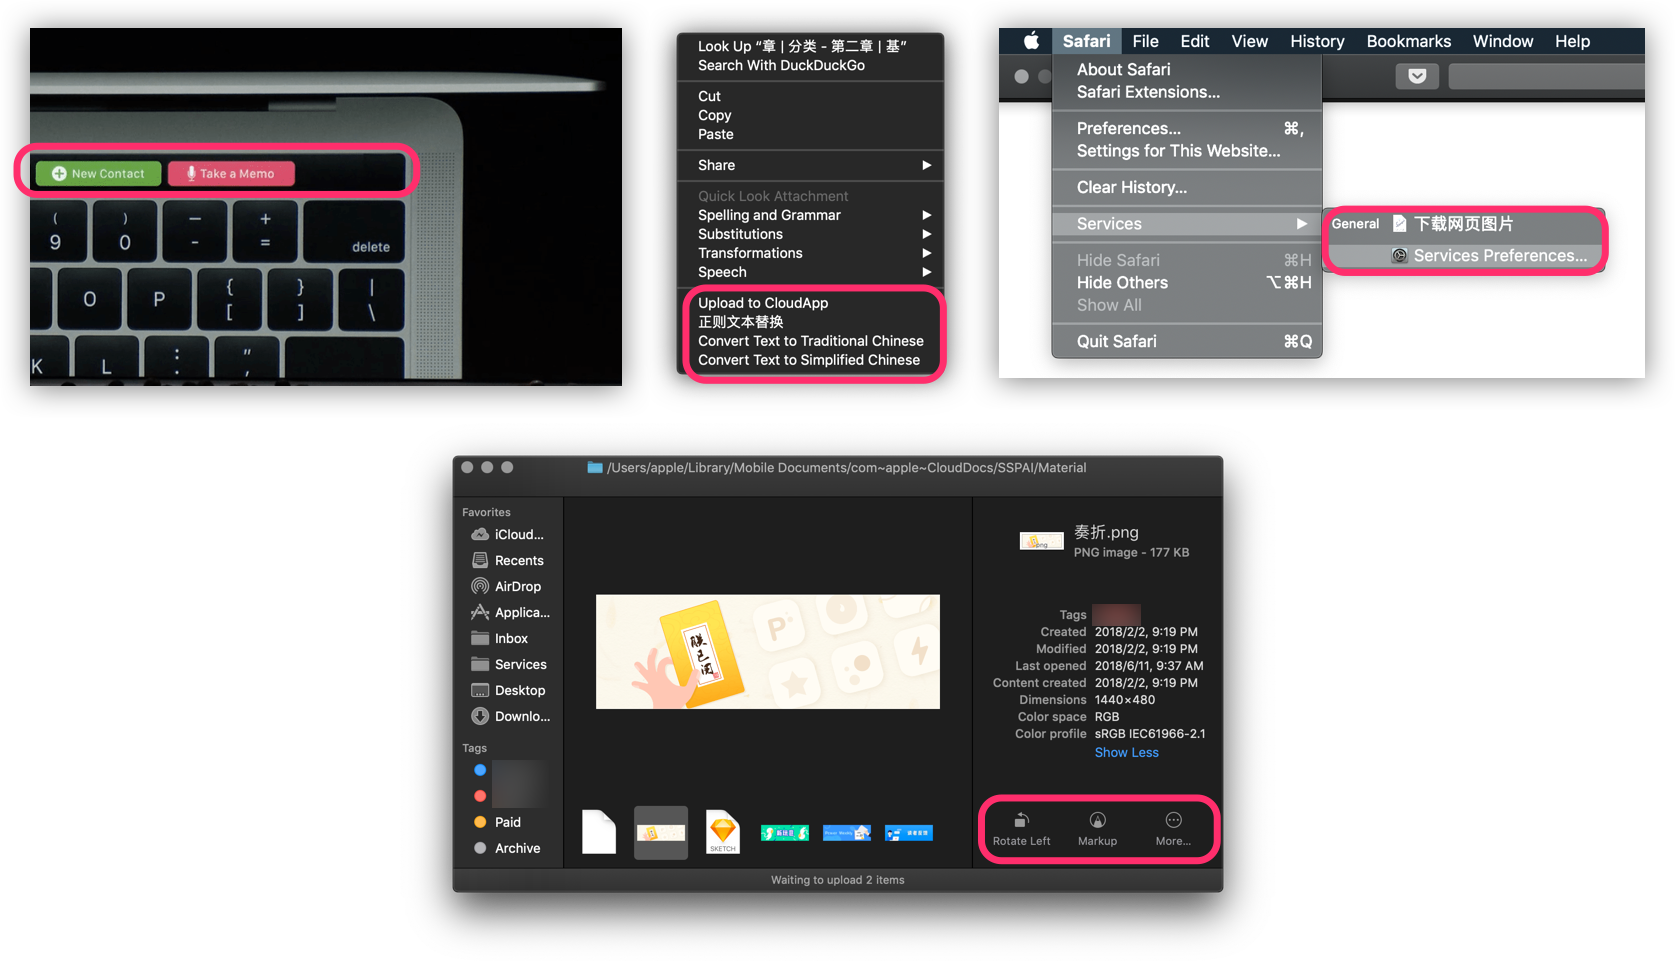 New Contact
Take a Memo
(
9
)
0
—
-
+
=
delete
O
P
{
[
}
]
|
\
K
L
:
;
"
,
Look Up “章 | 分类 - 第二章 | 基”
Search With DuckDuckGo
Cut
Copy
Paste
Share
Quick Look Attachment
Spelling and Grammar
Substitutions
Transformations
Speech
Upload to CloudApp
正则文本替换
Convert Text to Traditional Chinese
Convert Text to Simplified Chinese
Safari File Edit View History Bookmarks Window Help
About Safari
Safari Extensions...
Preferences... ⌘,
Settings for This Website...
Clear History...
Services
General 下载网页图片
Services Preferences...
Hide Safari ⌘H
Hide Others ⌥⌘H
Show All
Quit Safari ⌘Q
/Users/apple/Library/Mobile Documents/com~apple~CloudDocs/SSPAI/Material
Favorites
iCloud...
Recents
AirDrop
Applica...
Inbox
Services
Desktop
Downlo...
Tags
Paid
Archive
朕已阅
P
SKETCH
png
奏折.png
PNG image - 177 KB
Tags
Created 2018/2/2, 9:19 PM
Modified 2018/2/2, 9:19 PM
Last opened 2018/6/11, 9:37 AM
Content created 2018/2/2, 9:19 PM
Dimensions 1440×480
Color space RGB
Color profile sRGB IEC61966-2.1
Show Less
Rotate Left
Markup
More...
Waiting to upload 2 items